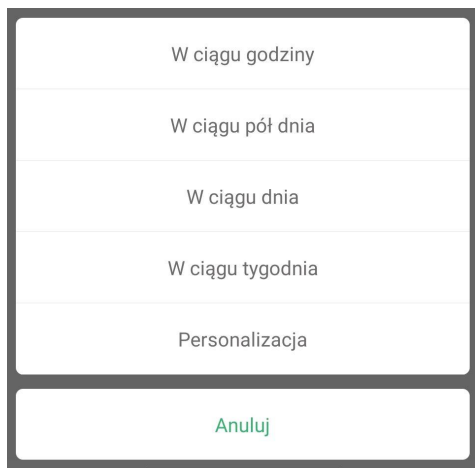 W ciągu godziny
W ciągu pół dnia
W ciągu dnia
W ciągu tygodnia
Personalizacja
Anuluj